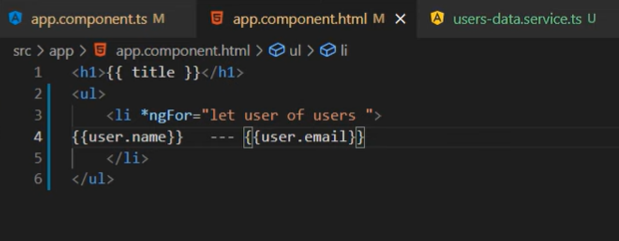 app.component.ts M app.component.html M × users-data.service.ts U
src > app > app.component.html > ul > li
1 <h1>{{ title }}</h1>
2 <ul>
3 <li *ngFor="let user of users ">
4 {{user.name}} --- {{user.email}}
5 </li>
6 </ul>